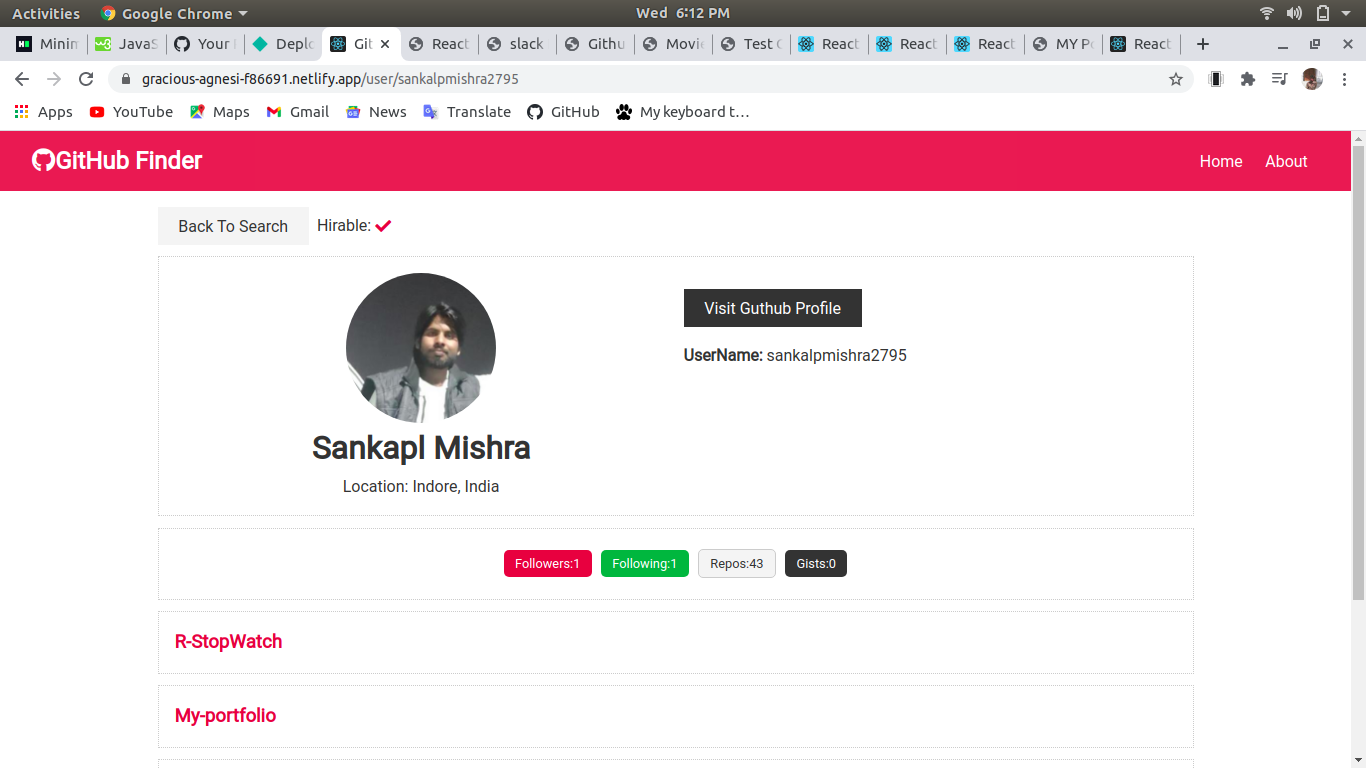 Activities Google Chrome Wed 6:12 PM
Minim JavaS Your Deplo Git React slack Githu Movie Test React React React MY P React
gracious-agnesi-f86691.netlify.app/user/sankalpmishra2795
Apps YouTube Maps Gmail News Translate GitHub My keyboard t…
GitHub Finder Home About
Back To Search Hirable:
Visit Guthub Profile
UserName: sankalpmishra2795
Sankapl Mishra
Location: Indore, India
Followers:1 Following:1 Repos:43 Gists:0
R-StopWatch
My-portfolio